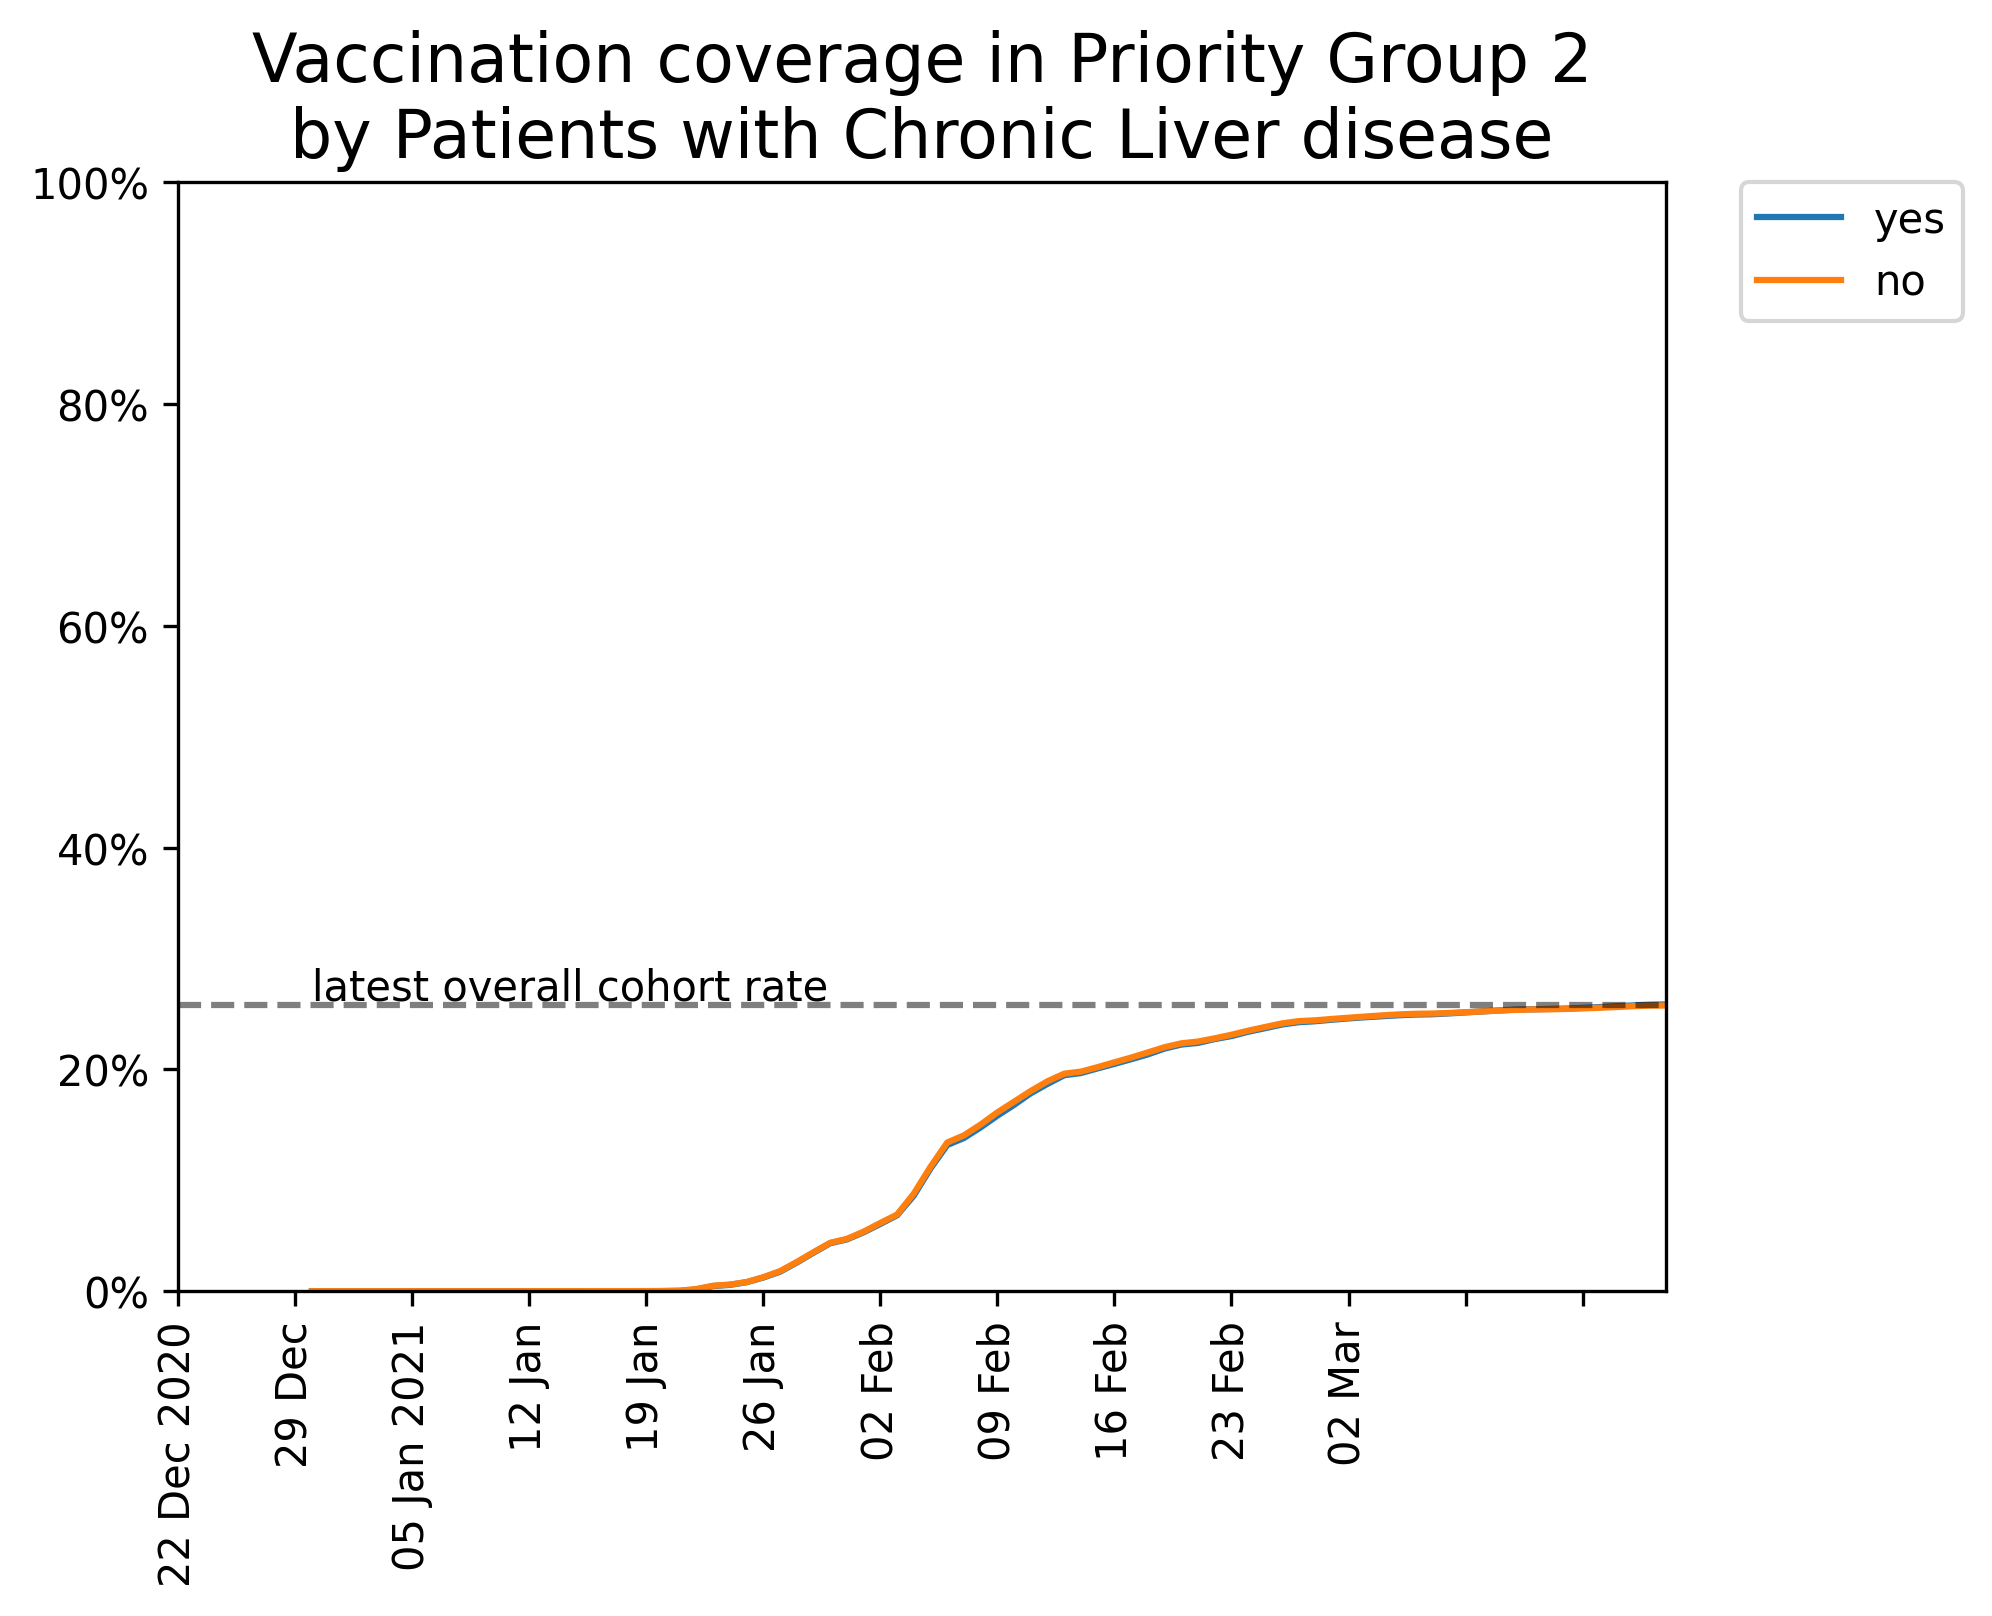 Vaccination coverage in Priority Group 2
by Patients with Chronic Liver disease
100%
80%
60%
40%
20%
0%
latest overall cohort rate
22 Dec 2020
29 Dec
05 Jan 2021
12 Jan
19 Jan
26 Jan
02 Feb
09 Feb
16 Feb
23 Feb
02 Mar
yes
no